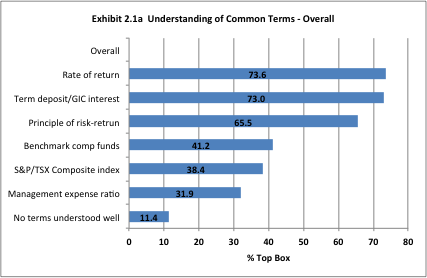 Exhibit 2.1a  Understanding of Common Terms - Overall
Overall
Rate of return
73.6
Term deposit/GIC interest
73.0
Principle of risk-retrun
65.5
Benchmark comp funds
41.2
S&P/TSX Composite index
38.4
Management expense ratio
31.9
No terms understood well
11.4
0 10 20 30 40 50 60 70 80
% Top Box